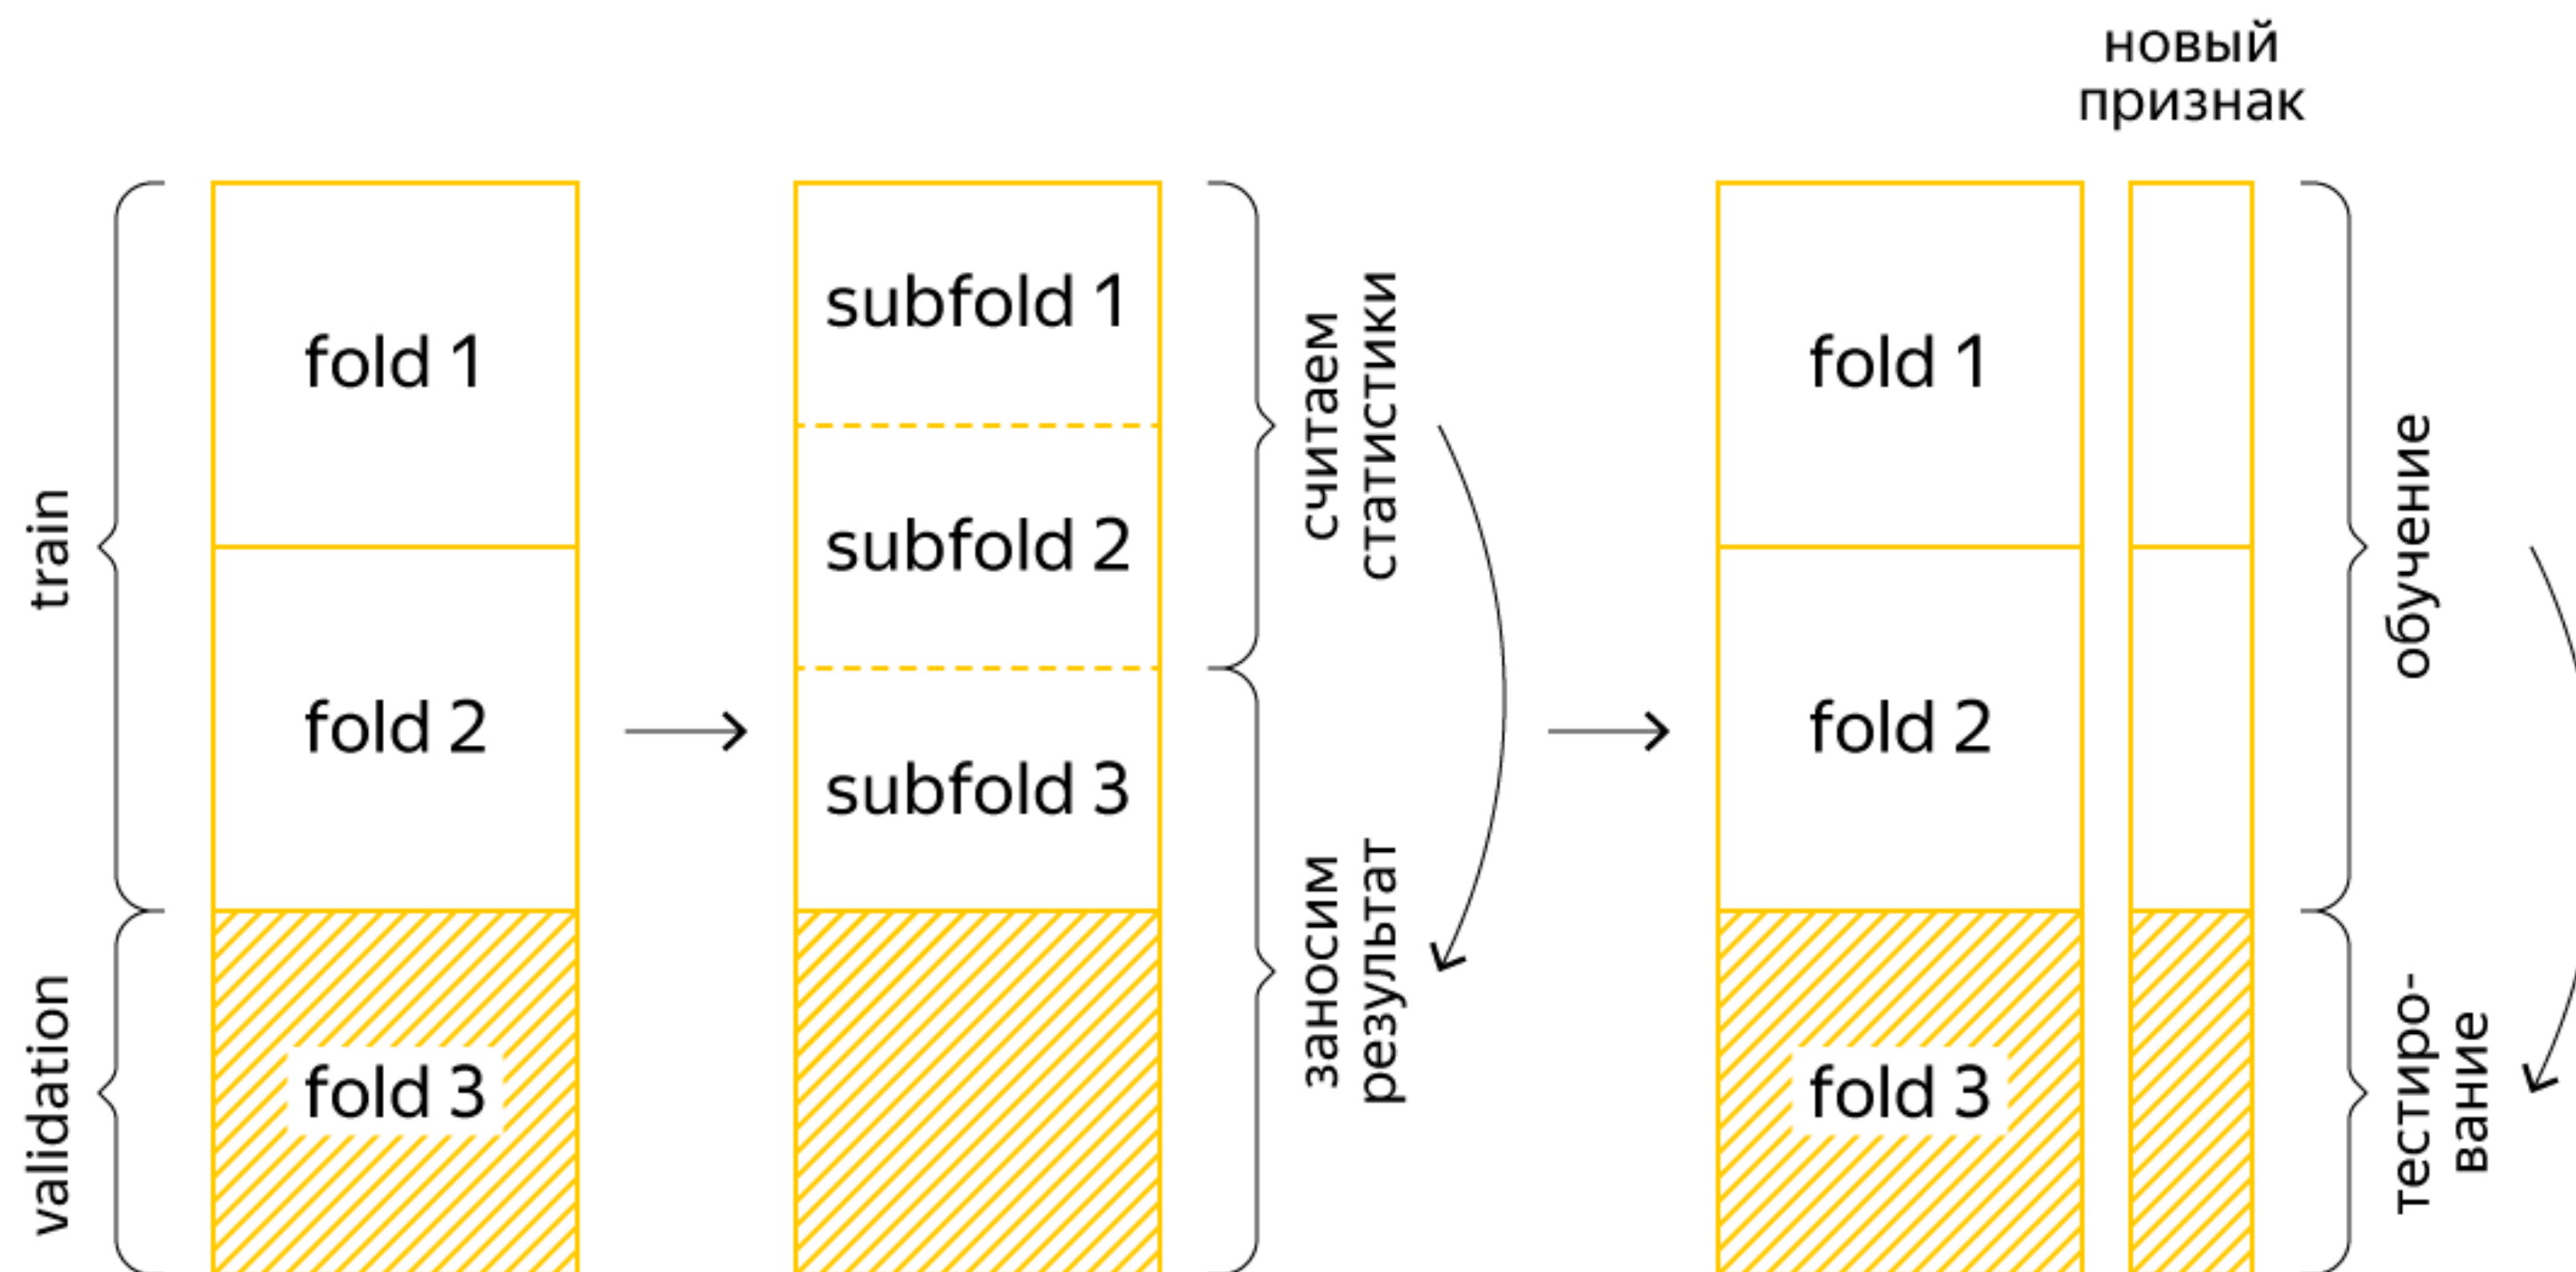 новый
признак
train
validation
fold 1
fold 2
fold 3
subfold 1
subfold 2
subfold 3
считаем
статистики
заносим
результат
fold 1
fold 2
fold 3
обучение
тестиро-
вание